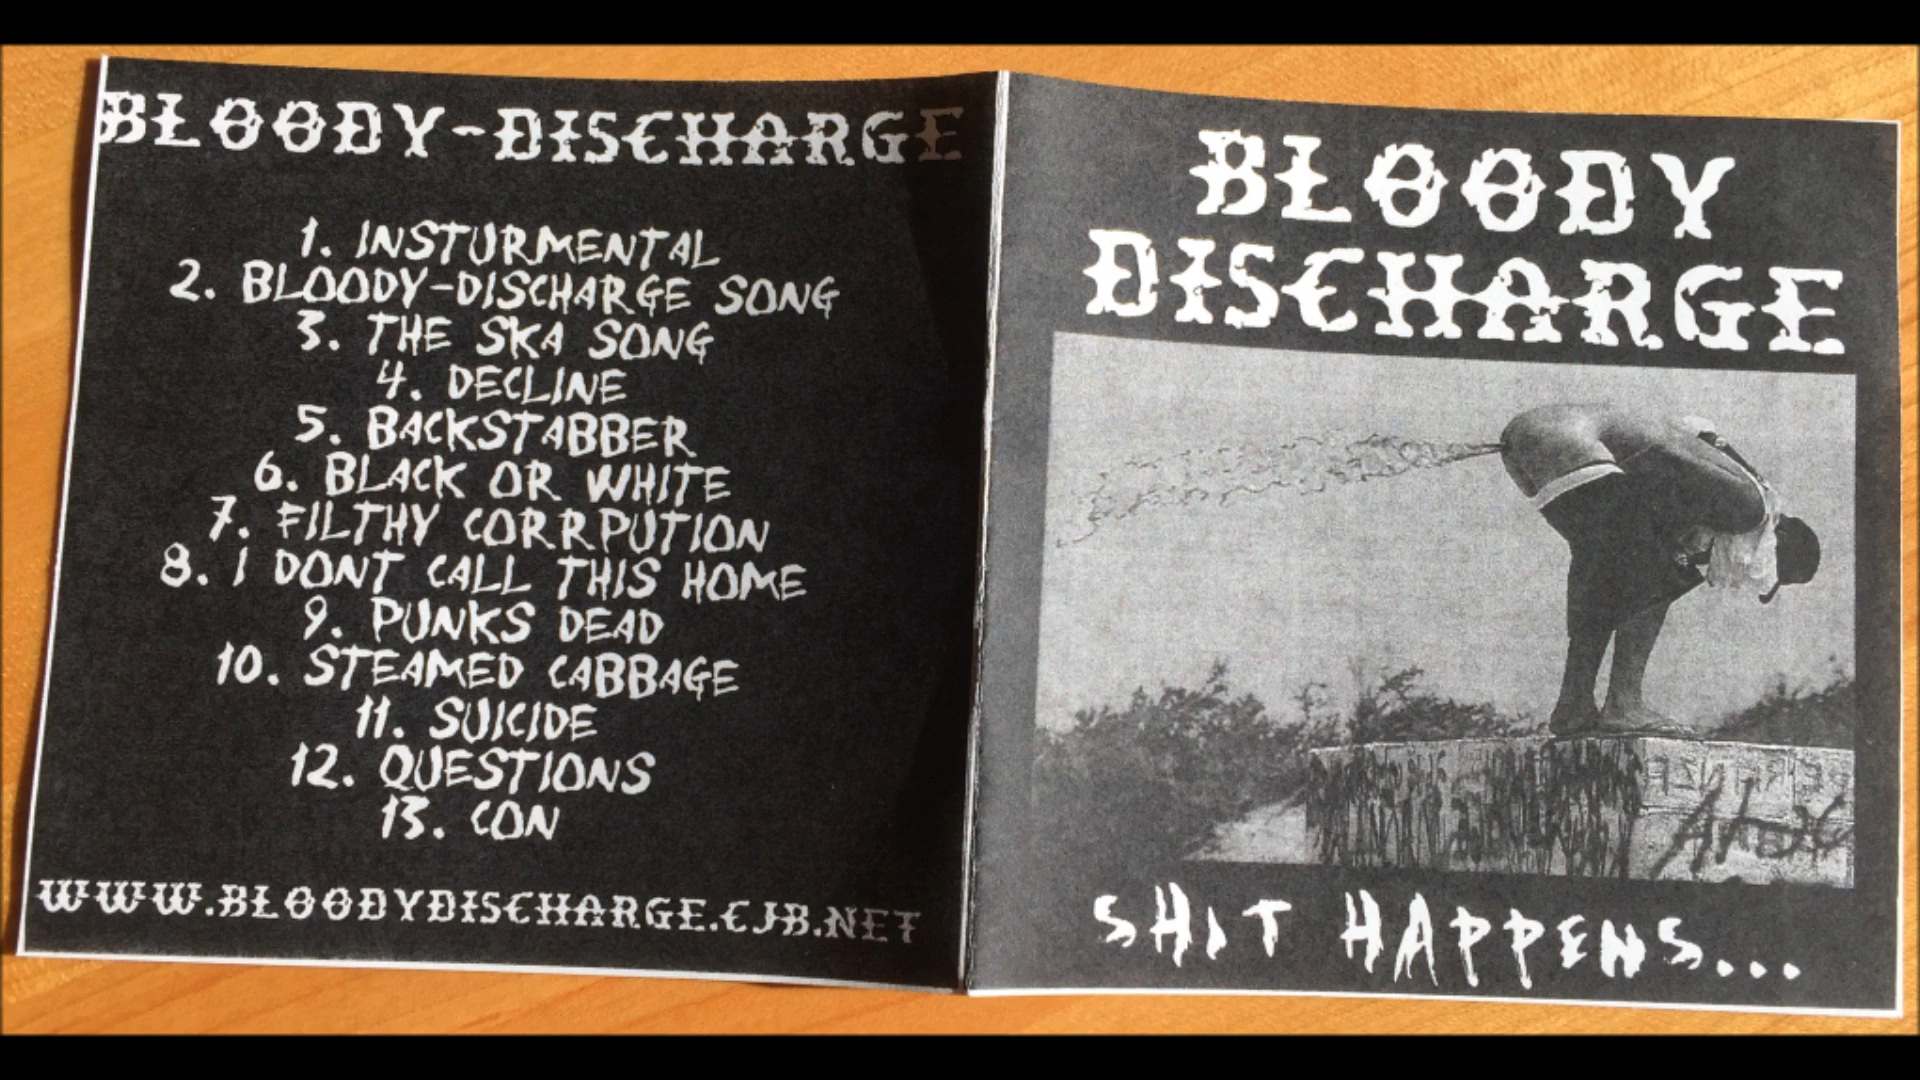 BLOODY-DISCHARGE
1. INSTURMENTAL
2. BLOODY-DISCHARGE SONG
3. THE SKA SONG
4. DECLINE
5. BACKSTABBER
6. BLACK OR WHITE
7. FILTHY CORRPUTION
8. I DONT CALL THIS HOME
9. PUNKS DEAD
10. STEAMED CABBAGE
11. SUICIDE
12. QUESTIONS
13. CON
WWW.BLOODYDISCHARGE.CJB.NET
BLOODY
DISCHARGE
SHIT HAPPENS...